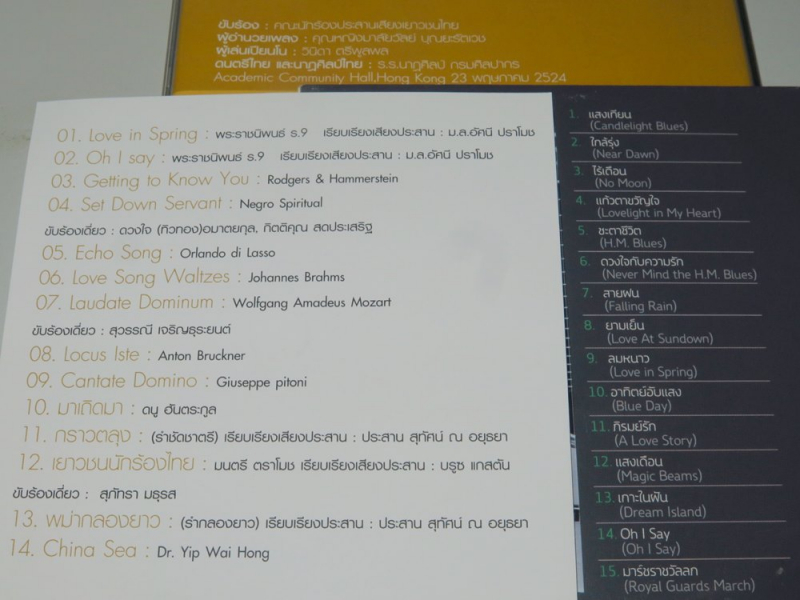 ขับร้อง : คณะนักร้องประสานเสียงเยาวชนไทย
ผู้อำนวยเพลง : คุณหญิงมาลัยวัลย์ บุณยะรัตเวช
ผู้เล่นเปียนโน : วินิตา ตรีพูลผล
ดนตรีไทย และนาฏศิลป์ไทย : ร.ร.นาฏศิลป์ กรมศิลปากร
Academic Community Hall,Hong Kong 23 พฤษภาคม 2524
01. Love in Spring : พระราชนิพนธ์ ร.9 เรียบเรียงเสียงประสาน : ม.ล.อัศนี ปราโมช
02. Oh I say : พระราชนิพนธ์ ร.9 เรียบเรียงเสียงประสาน : ม.ล.อัศนี ปราโมช
03. Getting to Know You : Rodgers & Hammerstein
04. Set Down Servant : Negro Spiritual
ขับร้องเดี่ยว : ดวงใจ (ทิวทอง)อมาตยกุล, กิตติคุณ สดประเสริฐ
05. Echo Song : Orlando di Lasso
06. Love Song Waltzes : Johannes Brahms
07. Laudate Dominum : Wolfgang Amadeus Mozart
ขับร้องเดี่ยว : สุวรรณี เจริญธุระยนต์
08. Locus Iste : Anton Bruckner
09. Cantate Domino : Giuseppe pitoni
10. มาเถิดมา : ดนู ฮันตระกูล
11. กราวตลุง : (รำซัดชาตรี) เรียบเรียงเสียงประสาน : ประสาน สุทัศน์ ณ อยุธยา
12. เยาวชนนักร้องไทย : มนตรี ตราโมช เรียบเรียงเสียงประสาน : บรูซ แกสตัน
ขับร้องเดี่ยว : สุภัทรา มธุรส
13. พม่ากลองยาว : (รำกลองยาว) เรียบเรียงประสาน : ประสาน สุทัศน์ ณ อยุธยา
14. China Sea : Dr. Yip Wai Hong
1. แสงเทียน
(Candlelight Blues)
2. ใกล้รุ่ง
(Near Dawn)
3. ไร้เดือน
(No Moon)
4. แก้วตาขวัญใจ
(Lovelight in My Heart)
5. ชะตาชีวิต
(H.M. Blues)
6. ดวงใจกับความรัก
(Never Mind the H.M. Blues)
7. สายฝน
(Falling Rain)
8. ยามเย็น
(Love At Sundown)
9. ลมหนาว
(Love in Spring)
10. อาทิตย์อับแสง
(Blue Day)
11. ภิรมย์รัก
(A Love Story)
12. แสงเดือน
(Magic Beams)
13. เกาะในฝัน
(Dream Island)
14. Oh I Say
(Oh I Say)
15. มาร์ชราชวัลลภ
(Royal Guards March)